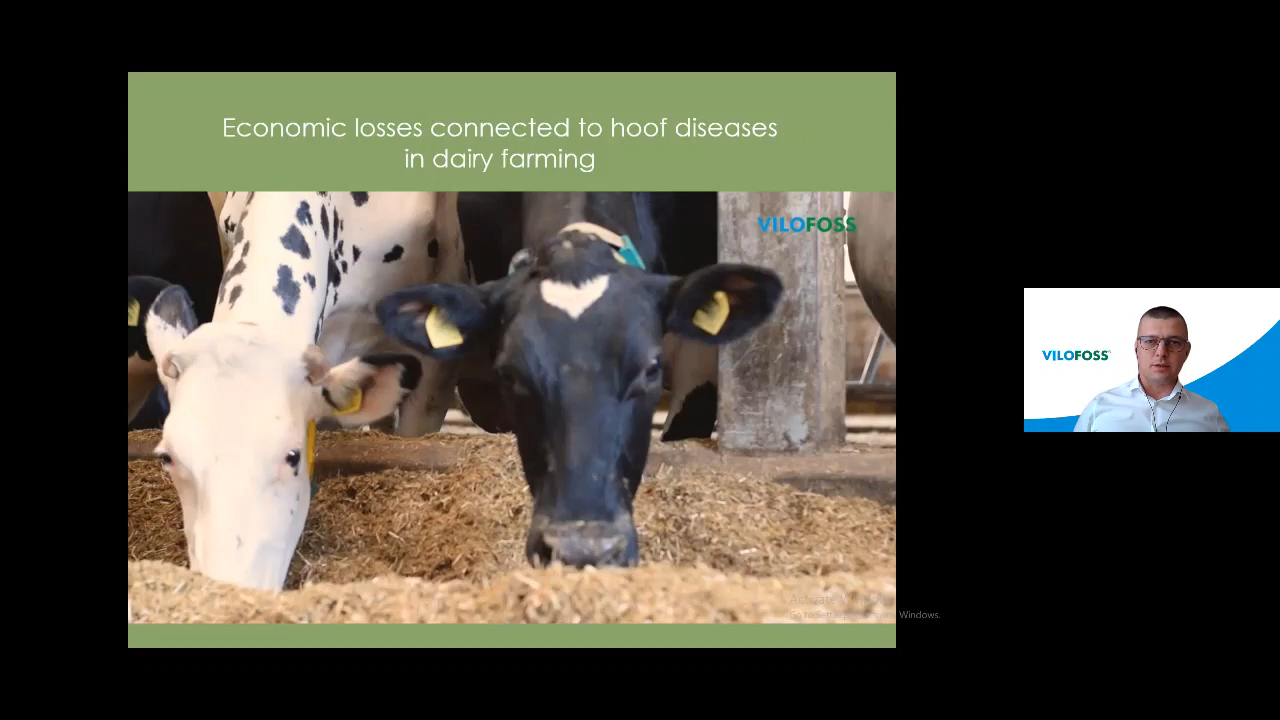 Economic losses connected to hoof diseases
in dairy farming
VILOFOSS
VILOFOSS
Windows.